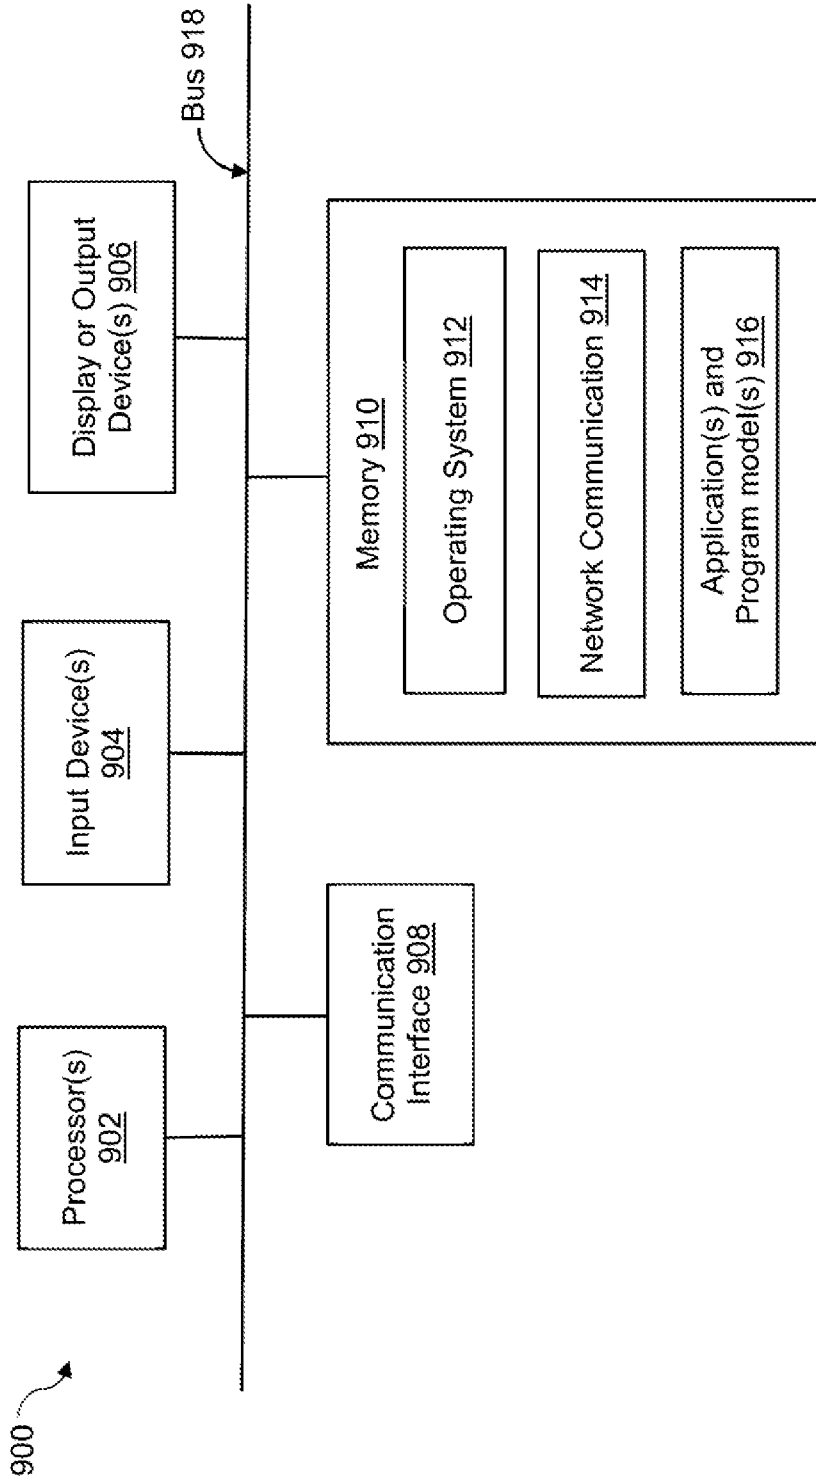 900
Processor(s)
902
Input Device(s)
904
Display or Output
Device(s) 906
Bus 918
Communication
Interface 908
Memory 910
Operating System 912
Network Communication 914
Application(s) and
Program model(s) 916